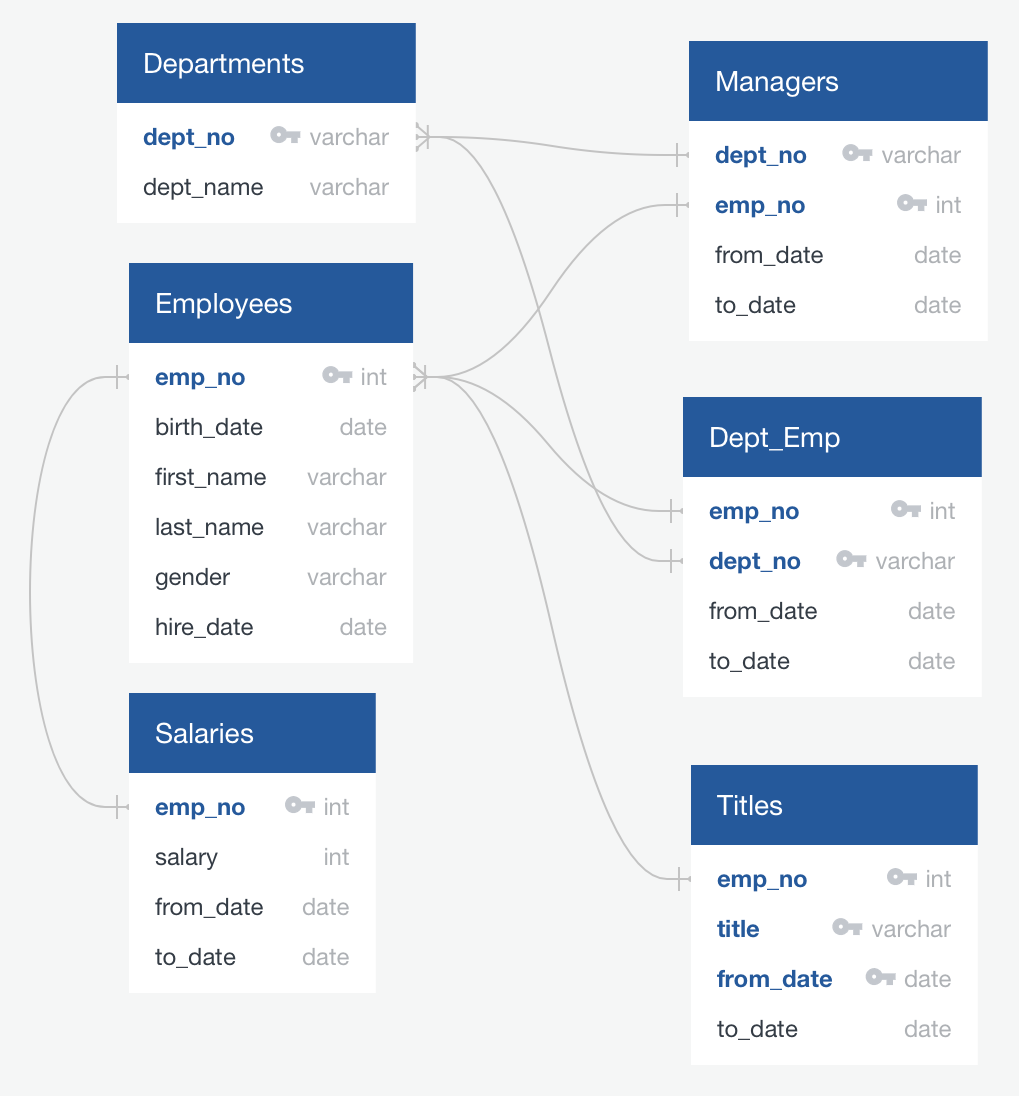 Departments
dept_no varchar
dept_name varchar
Employees
emp_no int
birth_date date
first_name varchar
last_name varchar
gender varchar
hire_date date
Salaries
emp_no int
salary int
from_date date
to_date date
Managers
dept_no varchar
emp_no int
from_date date
to_date date
Dept_Emp
emp_no int
dept_no varchar
from_date date
to_date date
Titles
emp_no int
title varchar
from_date date
to_date date